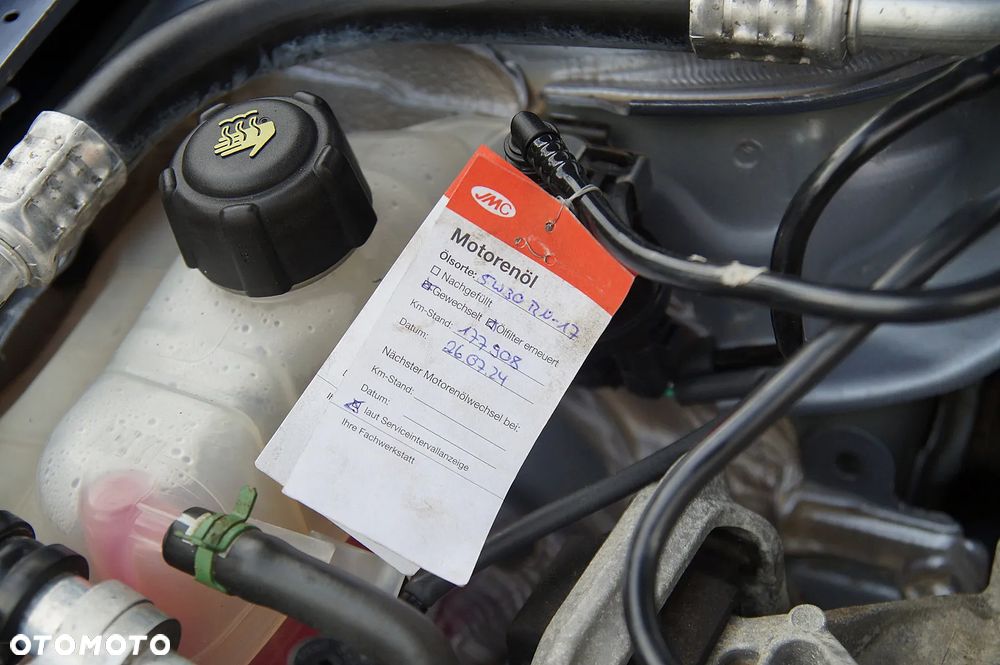 JMC
Motorenöl
Ölsorte: 5W30 RN-17
Nachgefüllt
Gewechselt Ölfilter erneuert
Km-Stand: 177 908
Datum: 26.07.24
Nächster Motorenölwechsel bei:
Km-Stand:
Datum:
laut Serviceintervallanzeige
Ihre Fachwerkstatt
OTOMOTO